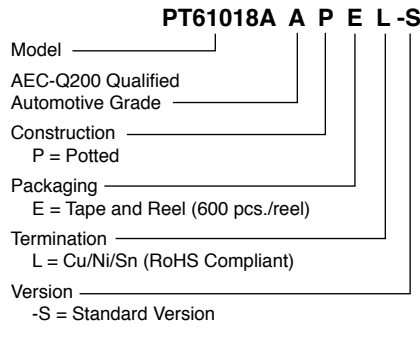 PT61018A A P E L -S
Model
AEC-Q200 Qualified
Automotive Grade
Construction
P = Potted
Packaging
E = Tape and Reel (600 pcs./reel)
Termination
L = Cu/Ni/Sn (RoHS Compliant)
Version
-S = Standard Version